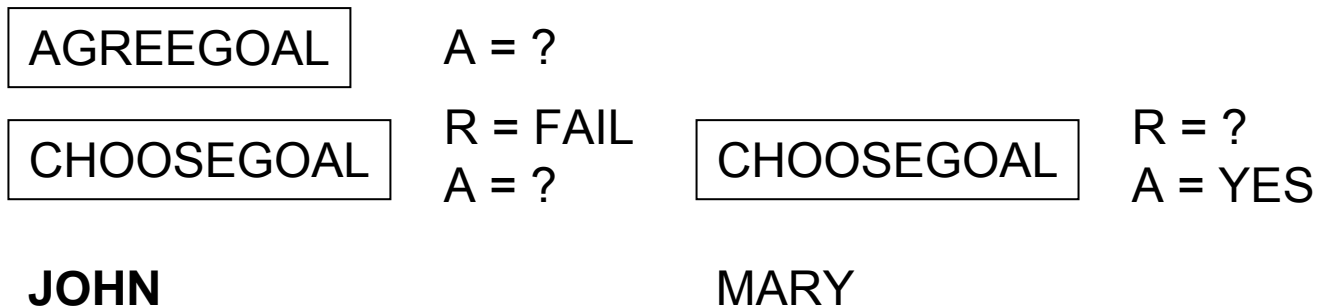 AGREEGOAL A = ?
CHOOSEGOAL R = FAIL
A = ?
CHOOSEGOAL R = ?
A = YES
JOHN MARY